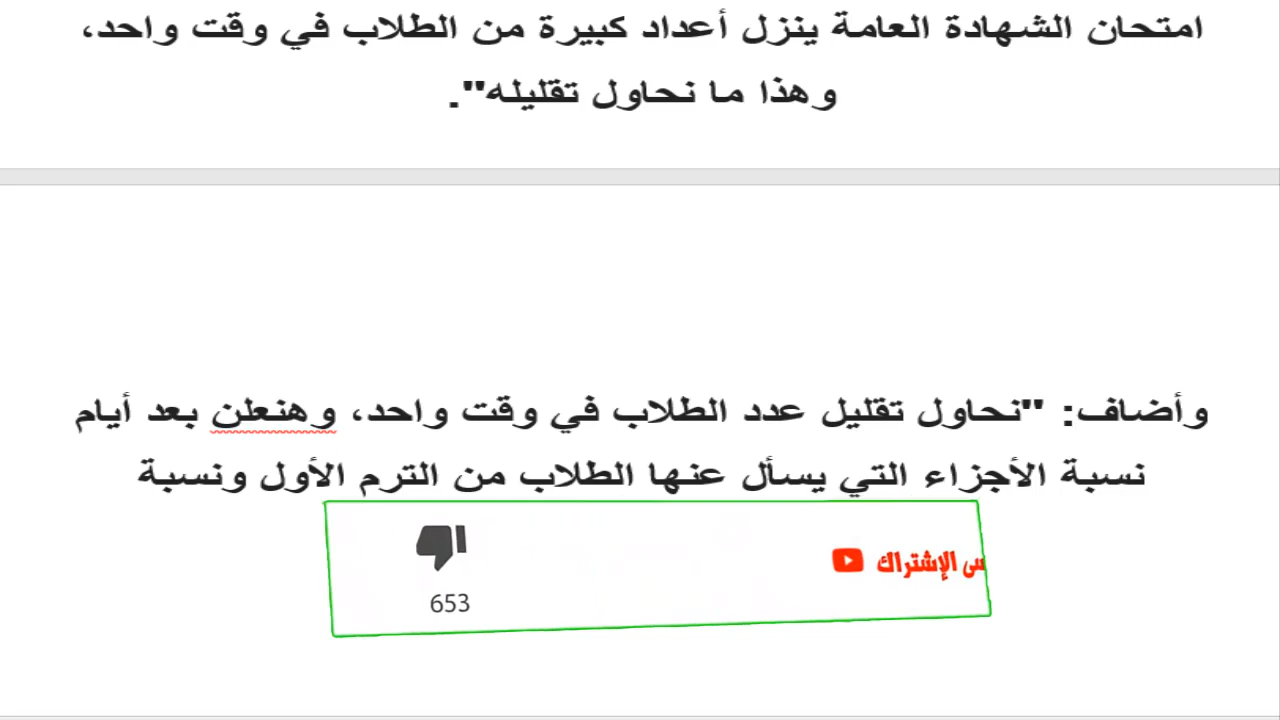 امتحان الشهادة العامة ينزل أعداد كبيرة من الطلاب في وقت واحد،
وهذا ما نحاول تقليله".
وأضاف: "نحاول تقليل عدد الطلاب في وقت واحد، وهنعلن بعد أيام
نسبة الأجزاء التي يسأل عنها الطلاب من الترم الأول ونسبة
الإشتراك
653